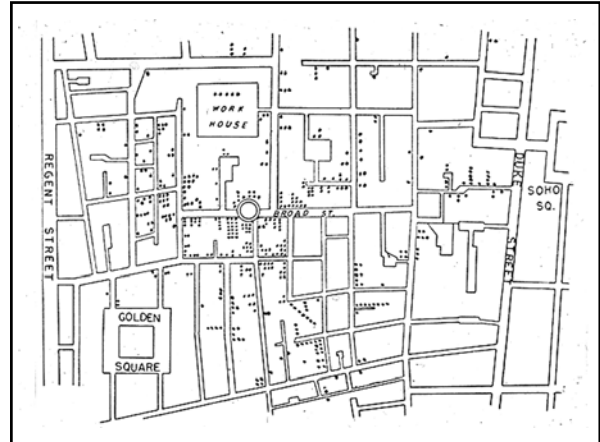 WORK
HOUSE
REGENT STREET
BROAD ST.
DUKE STREET
SOHO
SQ.
GOLDEN
SQUARE